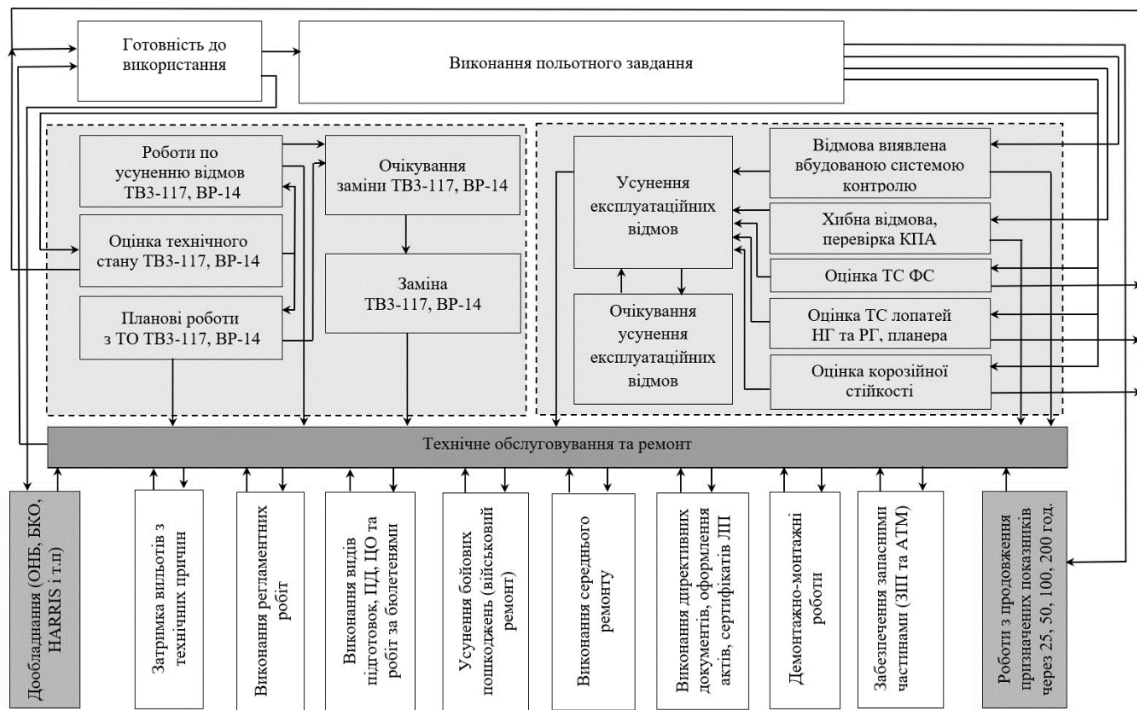 Готовність до
використання
Виконання польотного завдання
Роботи по
усуненню відмов
ТВ3-117, ВР-14
Очікування
заміни ТВ3-117, ВР-14
Оцінка технічного
стану ТВ3-117, ВР-14
Заміна
ТВ3-117, ВР-14
Планові роботи
з ТО ТВ3-117, ВР-14
Усунення
експлуатаційних
відмов
Очікування
усунення
експлуатаційних
відмов
Відмова виявлена
вбудованою системою
контролю
Хибна відмова,
перевірка КПА
Оцінка ТС ФС
Оцінка ТС лопатей
НГ та РГ, планера
Оцінка корозійної
стійкості
Технічне обслуговування та ремонт
Дообладнання (ОНБ, БКО,
HARRIS і т.п)
Затримка вильотів з
технічних причин
Виконання регламентних
робіт
Виконання видів
підготовок, ПД, ЦО та
робіт за бюлетенями
Усунення бойових
пошкоджень (військовий
ремонт)
Виконання середнього
ремонту
Виконання директивних
документів, оформлення
актів, сертифікатів ЛП
Демонтажно-монтажні
роботи
Забезпечення запасними
частинами (ЗІП та АТМ)
Роботи з продовження
призначених показників
через 25, 50, 100, 200 год.